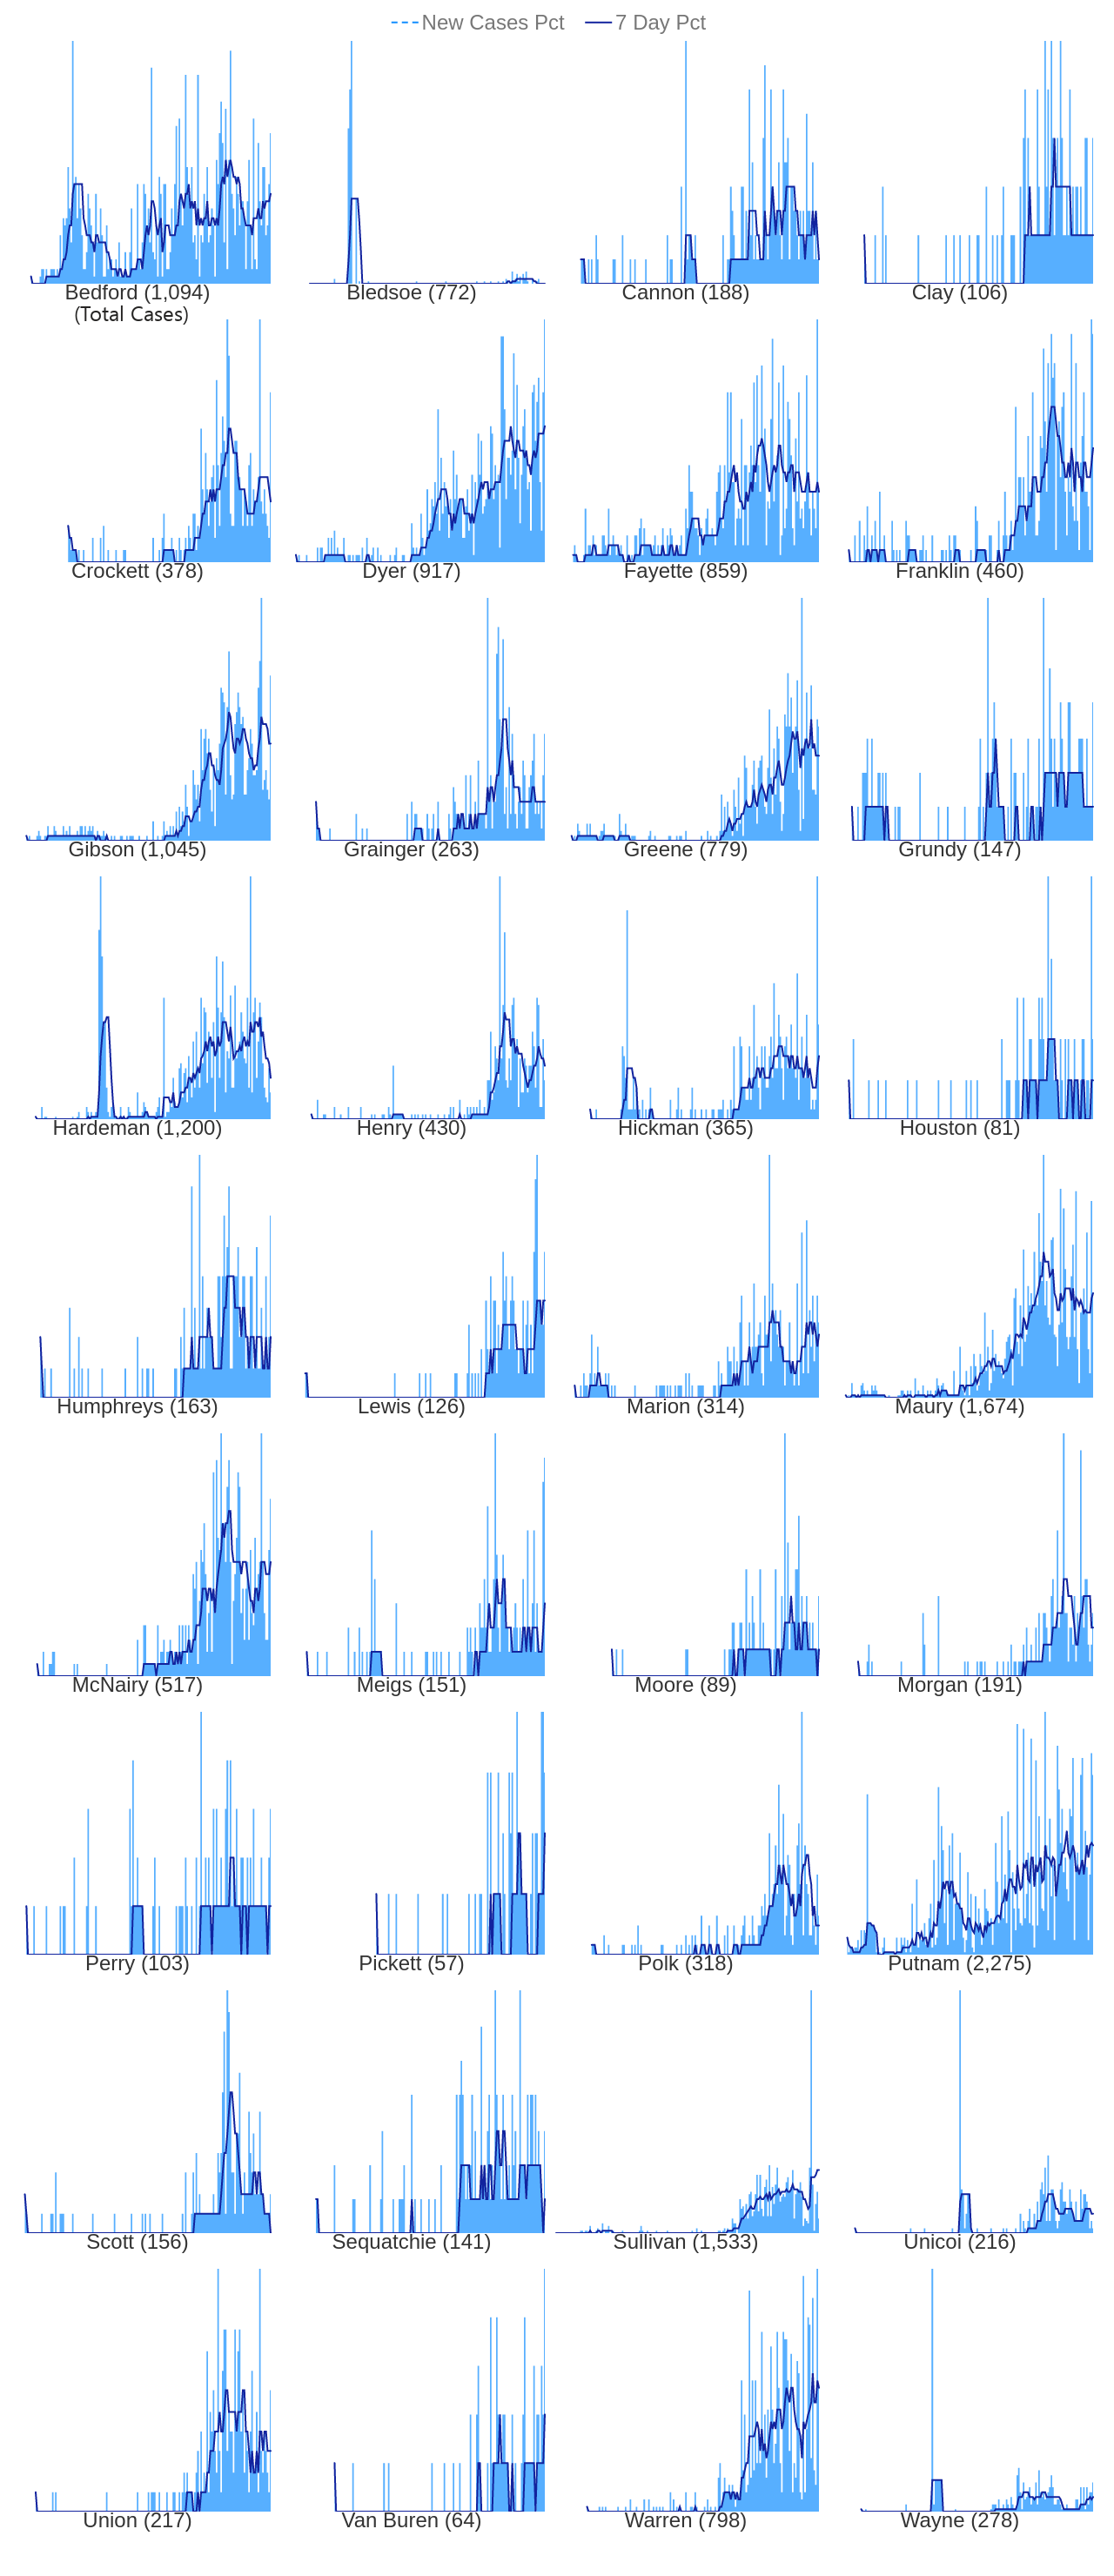 New Cases Pct 7 Day Pct
Bedford (1,094) Bledsoe (772) Cannon (188) Clay (106)
(Total Cases)
Crockett (378) Dyer (917) Fayette (859) Franklin (460)
Gibson (1,045) Grainger (263) Greene (779) Grundy (147)
Hardeman (1,200) Henry (430) Hickman (365) Houston (81)
Humphreys (163) Lewis (126) Marion (314) Maury (1,674)
McNairy (517) Meigs (151) Moore (89) Morgan (191)
Perry (103) Pickett (57) Polk (318) Putnam (2,275)
Scott (156) Sequatchie (141) Sullivan (1,533) Unicoi (216)
Union (217) Van Buren (64) Warren (798) Wayne (278)